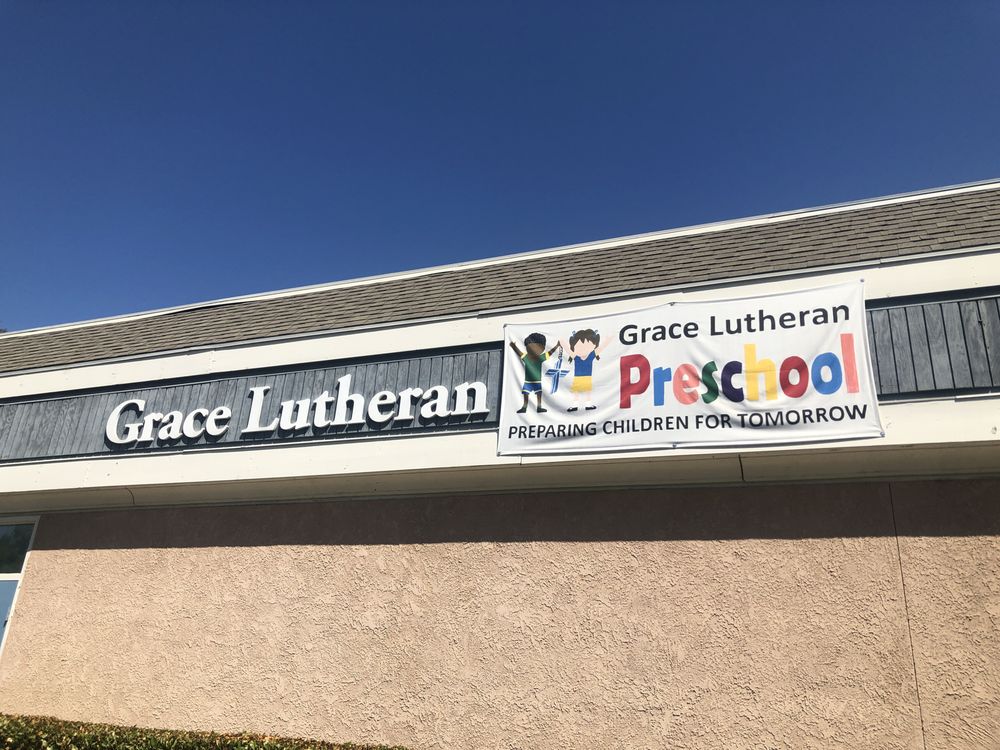 Grace Lutheran
Grace Lutheran
Preschool
PREPARING CHILDREN FOR TOMORROW